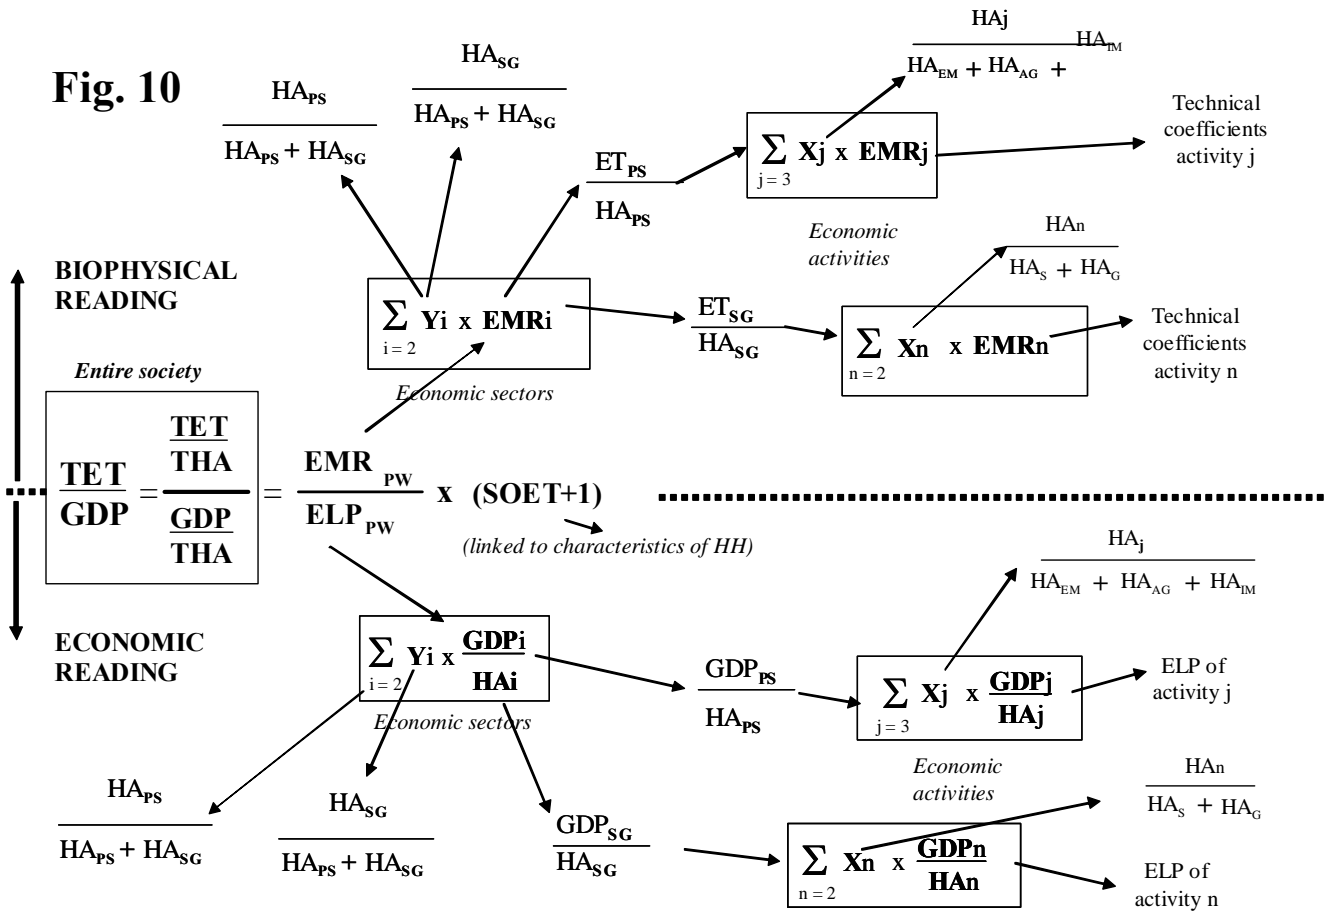 Fig. 10
HA_PS
HA_PS + HA_SG
HA_SG
HA_PS + HA_SG
ET_PS
HA_PS
HAj
HA_EM + HA_AG + HA_IM
∑ Xj x EMRj
j = 3
Technical
coefficients
activity j
Economic
activities
HAn
HA_S + HA_G
BIOPHYSICAL
READING
∑ Yi x EMRi
i = 2
Economic sectors
ET_SG
HA_SG
∑ Xn x EMRn
n = 2
Technical
coefficients
activity n
Entire society
TET
GDP
=
TET
THA
GDP
THA
=
EMR_PW
ELP_PW
x (SOET+1)
(linked to characteristics of HH)
ECONOMIC
READING
∑ Yi x GDPi
HAi
i = 2
Economic sectors
GDP_PS
HA_PS
HA_j
HA_EM + HA_AG + HA_IM
∑ Xj x GDPj
HAj
j = 3
ELP of
activity j
Economic
activities
HA_PS
HA_PS + HA_SG
HA_SG
HA_PS + HA_SG
GDP_SG
HA_SG
∑ Xn x GDPn
HAn
n = 2
HAn
HA_S + HA_G
ELP of
activity n